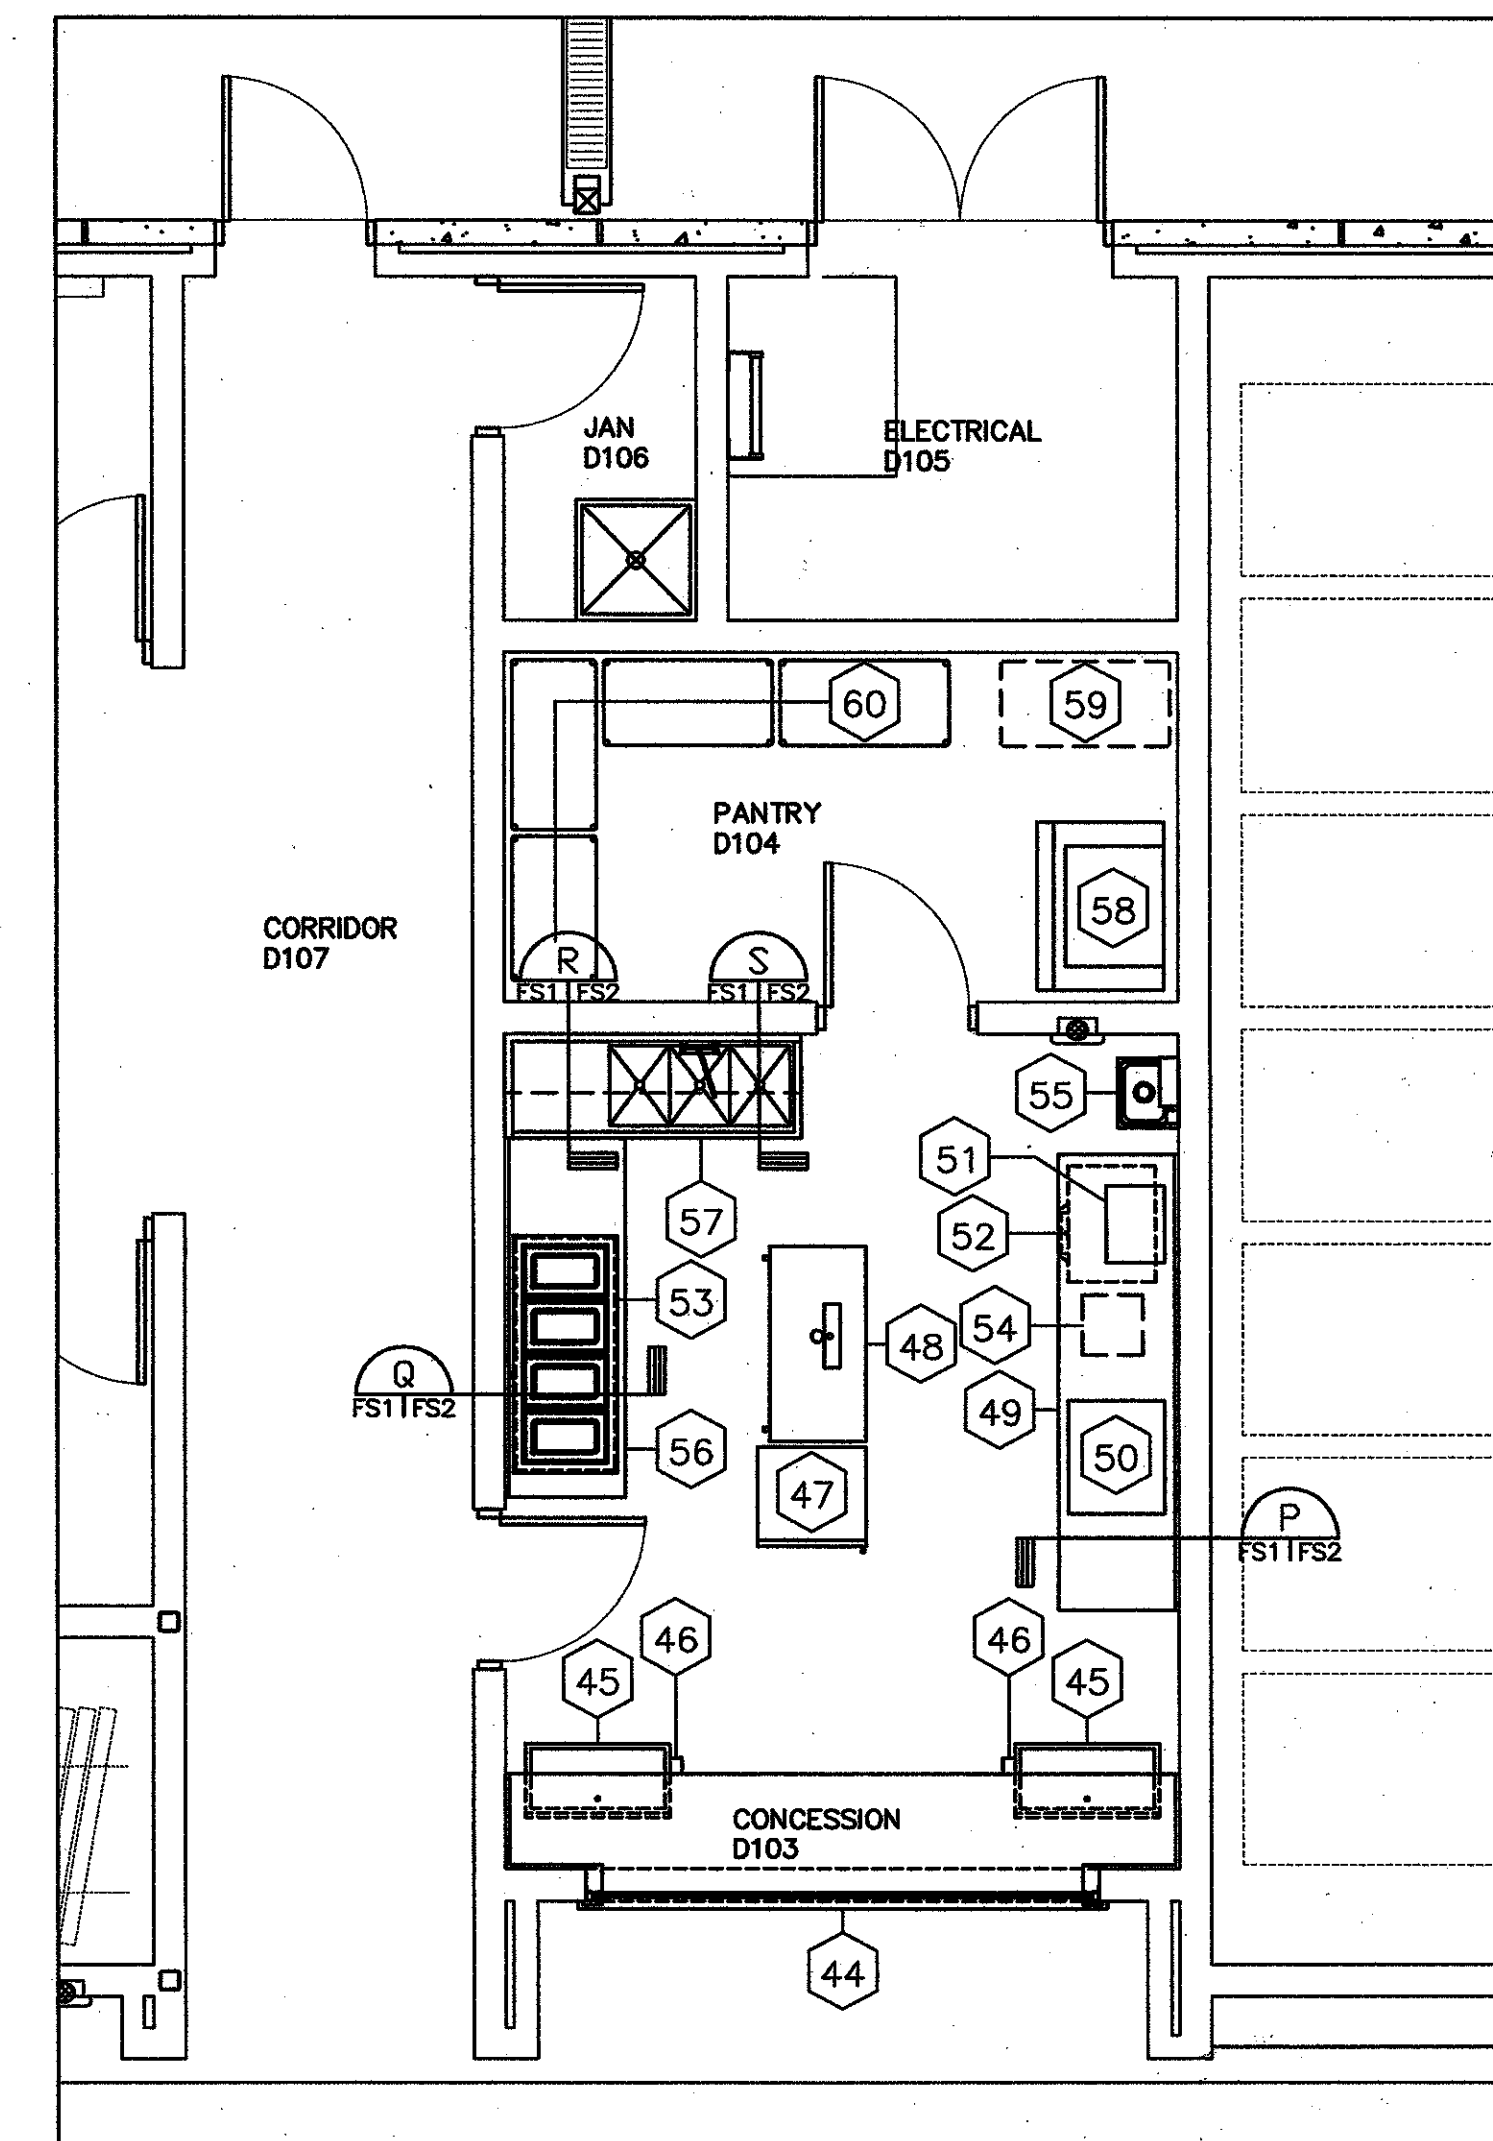 JAN
D106
ELECTRICAL
D105
60
59
PANTRY
D104
58
CORRIDOR
D107
R
FS1 FS2
S
FS1 FS2
55
51
57
52
53
54
48
Q
FS1 FS2
49
56
50
47
P
FS1 FS2
46
46
45
45
CONCESSION
D103
44